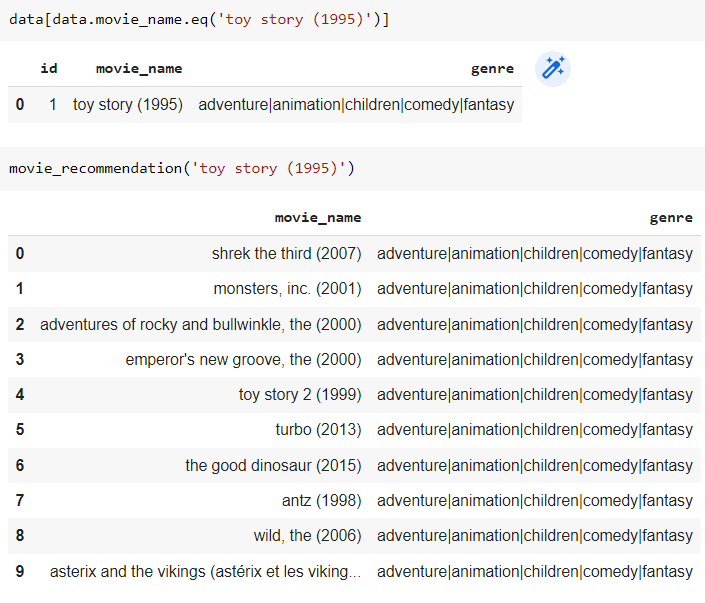 data[data.movie_name.eq('toy story (1995)')]
id movie_name genre
0 1 toy story (1995) adventure|animation|children|comedy|fantasy
movie_recommendation('toy story (1995)')
movie_name genre
0 shrek the third (2007) adventure|animation|children|comedy|fantasy
1 monsters, inc. (2001) adventure|animation|children|comedy|fantasy
2 adventures of rocky and bullwinkle, the (2000) adventure|animation|children|comedy|fantasy
3 emperor's new groove, the (2000) adventure|animation|children|comedy|fantasy
4 toy story 2 (1999) adventure|animation|children|comedy|fantasy
5 turbo (2013) adventure|animation|children|comedy|fantasy
6 the good dinosaur (2015) adventure|animation|children|comedy|fantasy
7 antz (1998) adventure|animation|children|comedy|fantasy
8 wild, the (2006) adventure|animation|children|comedy|fantasy
9 asterix and the vikings (astérix et les viking... adventure|animation|children|comedy|fantasy